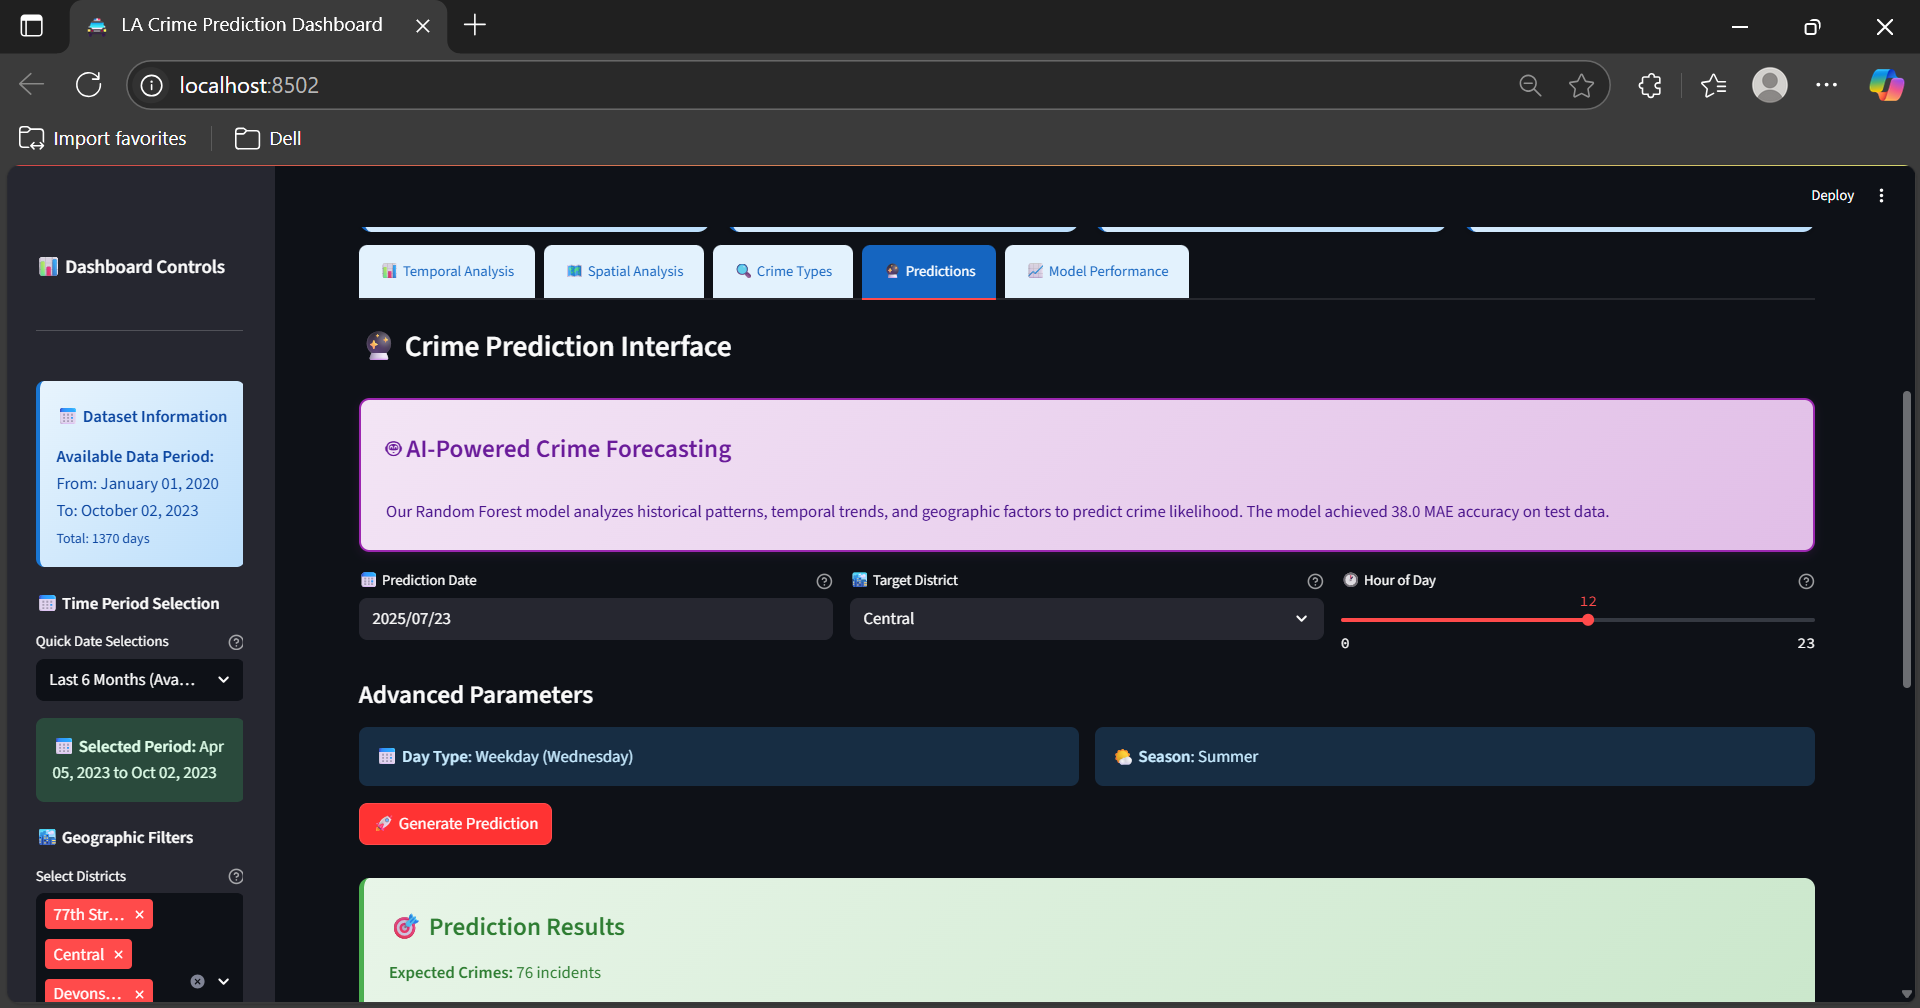 LA Crime Prediction Dashboard
localhost:8502
Import favorites
Dell
Deploy
Dashboard Controls
Dataset Information
Available Data Period:
From: January 01, 2020
To: October 02, 2023
Total: 1370 days
Time Period Selection
Quick Date Selections
Last 6 Months (Ava...
Selected Period: Apr
05, 2023 to Oct 02, 2023
Geographic Filters
Select Districts
77th Str...
Central
Devons...
Temporal Analysis
Spatial Analysis
Crime Types
Predictions
Model Performance
Crime Prediction Interface
AI-Powered Crime Forecasting
Our Random Forest model analyzes historical patterns, temporal trends, and geographic factors to predict crime likelihood. The model achieved 38.0 MAE accuracy on test data.
Prediction Date
2025/07/23
Target District
Central
Hour of Day
12
0
23
Advanced Parameters
Day Type: Weekday (Wednesday)
Season: Summer
Generate Prediction
Prediction Results
Expected Crimes: 76 incidents